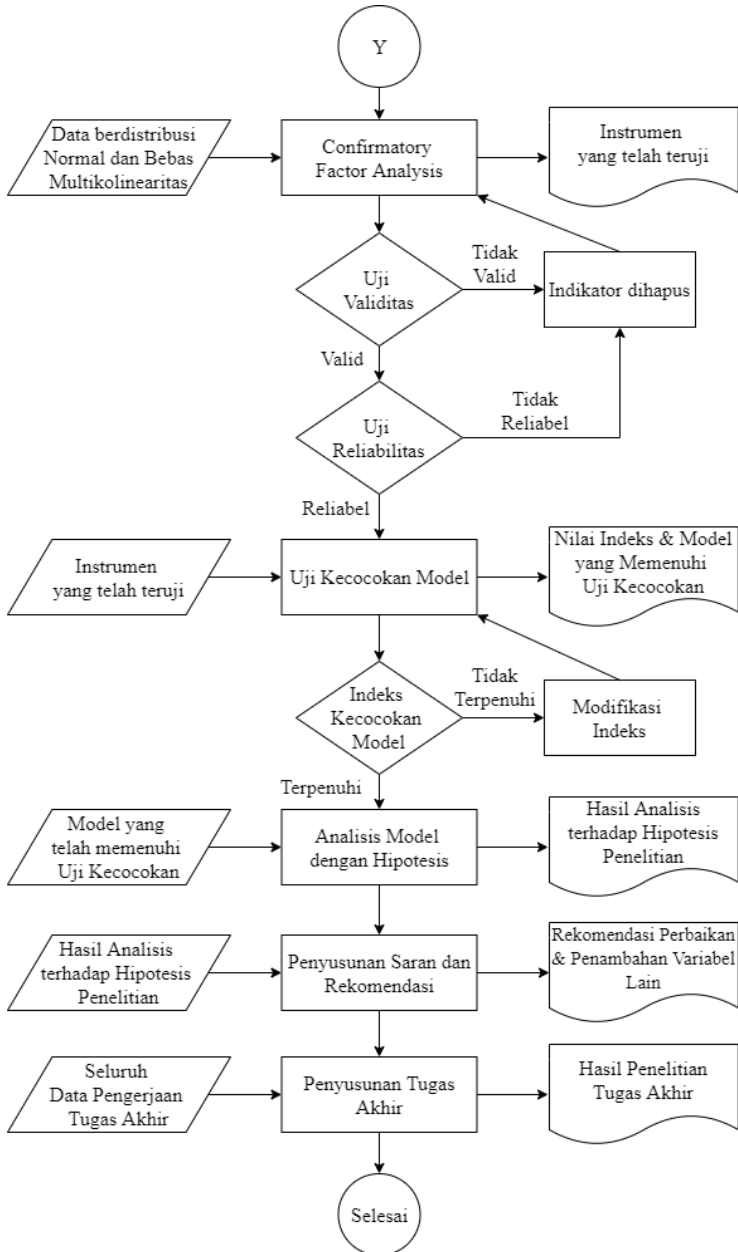 Y
Data berdistribusi
Normal dan Bebas
Multikolinearitas
Confirmatory
Factor Analysis
Instrumen
yang telah teruji
Uji
Validitas
Tidak
Valid
Indikator dihapus
Valid
Uji
Reliabilitas
Tidak
Reliabel
Reliabel
Instrumen
yang telah teruji
Uji Kecocokan Model
Nilai Indeks & Model
yang Memenuhi
Uji Kecocokan
Indeks
Kecocokan
Model
Tidak
Terpenuhi
Modifikasi
Indeks
Terpenuhi
Model yang
telah memenuhi
Uji Kecocokan
Analisis Model
dengan Hipotesis
Hasil Analisis
terhadap Hipotesis
Penelitian
Hasil Analisis
terhadap Hipotesis
Penelitian
Penyusunan Saran dan
Rekomendasi
Rekomendasi Perbaikan
& Penambahan Variabel
Lain
Seluruh
Data Pengerjaan
Tugas Akhir
Penyusunan Tugas
Akhir
Hasil Penelitian
Tugas Akhir
Selesai